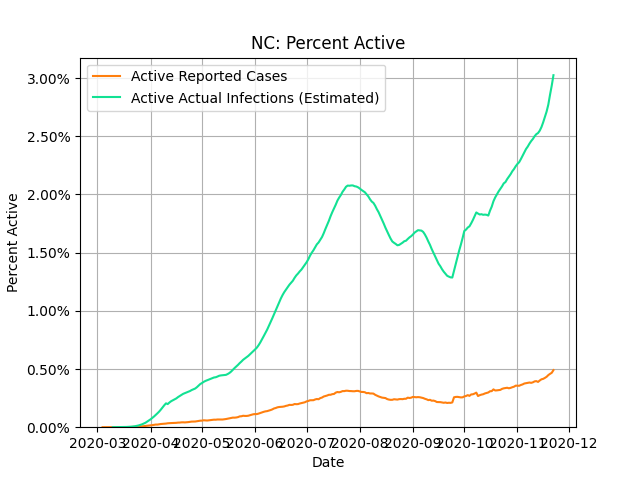 NC: Percent Active
Active Reported Cases
Active Actual Infections (Estimated)
3.00%
2.50%
2.00%
1.50%
1.00%
0.50%
0.00%
Percent Active
2020-03 2020-04 2020-05 2020-06 2020-07 2020-08 2020-09 2020-10 2020-11 2020-12
Date